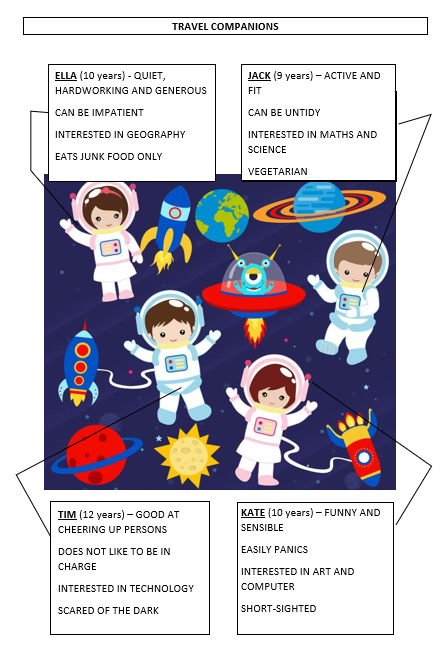 TRAVEL COMPANIONS
ELLA (10 years) - QUIET,
HARDWORKING AND GENEROUS
CAN BE IMPATIENT
INTERESTED IN GEOGRAPHY
EATS JUNK FOOD ONLY
JACK (9 years) – ACTIVE AND
FIT
CAN BE UNTIDY
INTERESTED IN MATHS AND
SCIENCE
VEGETARIAN
TIM (12 years) – GOOD AT
CHEERING UP PERSONS
DOES NOT LIKE TO BE IN
CHARGE
INTERESTED IN TECHNOLOGY
SCARED OF THE DARK
KATE (10 years) – FUNNY AND
SENSIBLE
EASILY PANICS
INTERESTED IN ART AND
COMPUTER
SHORT-SIGHTED